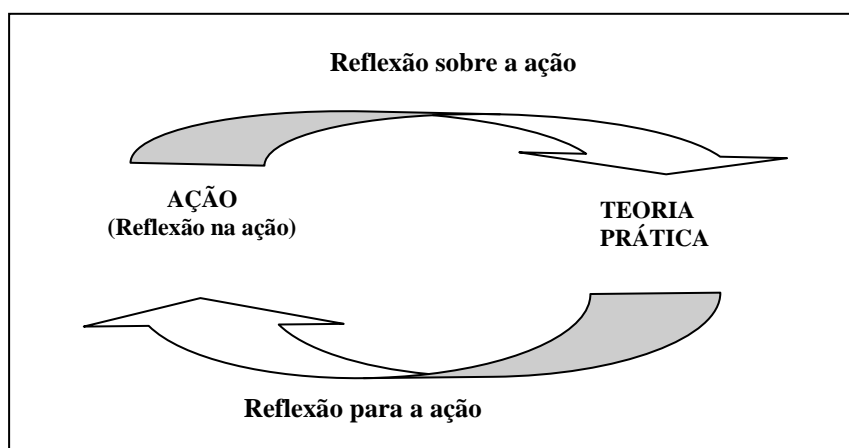 Reflexão sobre a ação
AÇÃO
(Reflexão na ação)
TEORIA
PRÁTICA
Reflexão para a ação